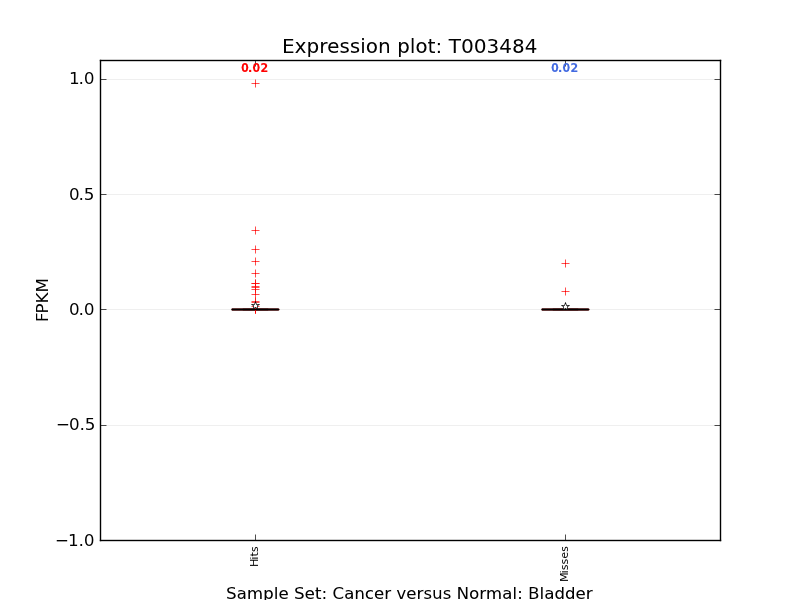 Expression plot: T003484
0.02 0.02
1.0
0.5
0.0
−0.5
−1.0
FPKM
Hits Misses
Sample Set: Cancer versus Normal: Bladder